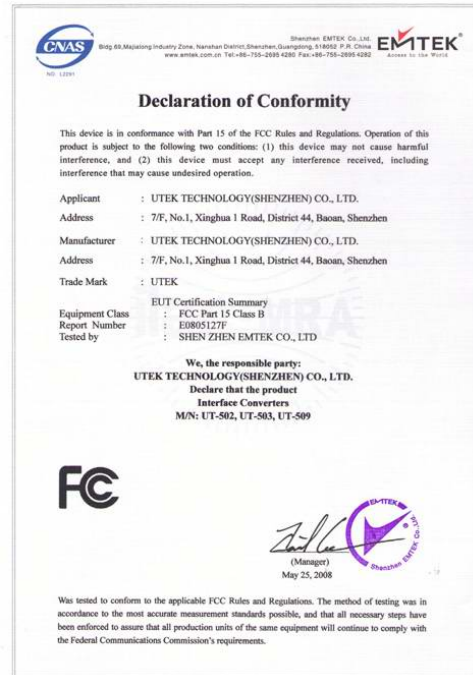 CNAS
NO. L2291
Shenzhen EMTEK Co.,Ltd.
Bldg 69,Majialong Industry Zone, Nanshan District,Shenzhen,Guangdong, 518052 P.R. China
www.emtek.com.cn Tel:+86-755-2695 4280 Fax:+86-755-2695 4282
EMTEK®
Access to the World
Declaration of Conformity
This device is in conformance with Part 15 of the FCC Rules and Regulations. Operation of this
product is subject to the following two conditions: (1) this device may not cause harmful
interference, and (2) this device must accept any interference received, including
interference that may cause undesired operation.
Applicant : UTEK TECHNOLOGY(SHENZHEN) CO., LTD.
Address : 7/F, No.1, Xinghua 1 Road, District 44, Baoan, Shenzhen
Manufacturer : UTEK TECHNOLOGY(SHENZHEN) CO., LTD.
Address : 7/F, No.1, Xinghua 1 Road, District 44, Baoan, Shenzhen
Trade Mark : UTEK
EUT Certification Summary
Equipment Class : FCC Part 15 Class B
Report Number : E0805127F
Tested by : SHEN ZHEN EMTEK CO., LTD
We, the responsible party:
UTEK TECHNOLOGY(SHENZHEN) CO., LTD.
Declare that the product
Interface Converters
M/N: UT-502, UT-503, UT-509
FC
EMTEK
Shenzhen EMTEK Co.,Ltd.
(Manager)
May 25, 2008
Was tested to conform to the applicable FCC Rules and Regulations. The method of testing was in
accordance to the most accurate measurement standards possible, and that all necessary steps have
been enforced to assure that all production units of the same equipment will continue to comply with
the Federal Communications Commission's requirements.